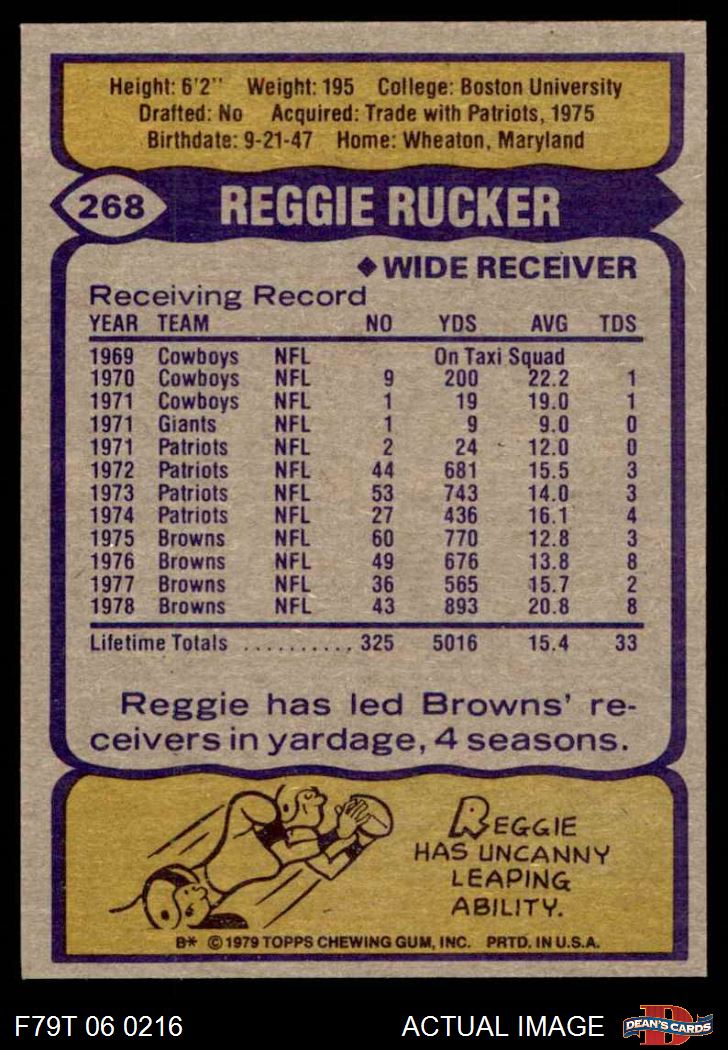 Height: 6'2" Weight: 195 College: Boston University
Drafted: No Acquired: Trade with Patriots, 1975
Birthdate: 9-21-47 Home: Wheaton, Maryland
268 REGGIE RUCKER
◆WIDE RECEIVER
Receiving Record
YEAR TEAM NO YDS AVG TDS
1969 Cowboys NFL On Taxi Squad
1970 Cowboys NFL 9 200 22.2 1
1971 Cowboys NFL 1 19 19.0 1
1971 Giants NFL 1 9 9.0 0
1971 Patriots NFL 2 24 12.0 0
1972 Patriots NFL 44 681 15.5 3
1973 Patriots NFL 53 743 14.0 3
1974 Patriots NFL 27 436 16.1 4
1975 Browns NFL 60 770 12.8 3
1976 Browns NFL 49 676 13.8 8
1977 Browns NFL 36 565 15.7 2
1978 Browns NFL 43 893 20.8 8
Lifetime Totals .......... 325 5016 15.4 33
Reggie has led Browns' re-
ceivers in yardage, 4 seasons.
REGGIE
HAS UNCANNY
LEAPING
ABILITY.
B* © 1979 TOPPS CHEWING GUM, INC. PRTD. IN U.S.A.
F79T 06 0216 ACTUAL IMAGE D DEAN'S CARDS